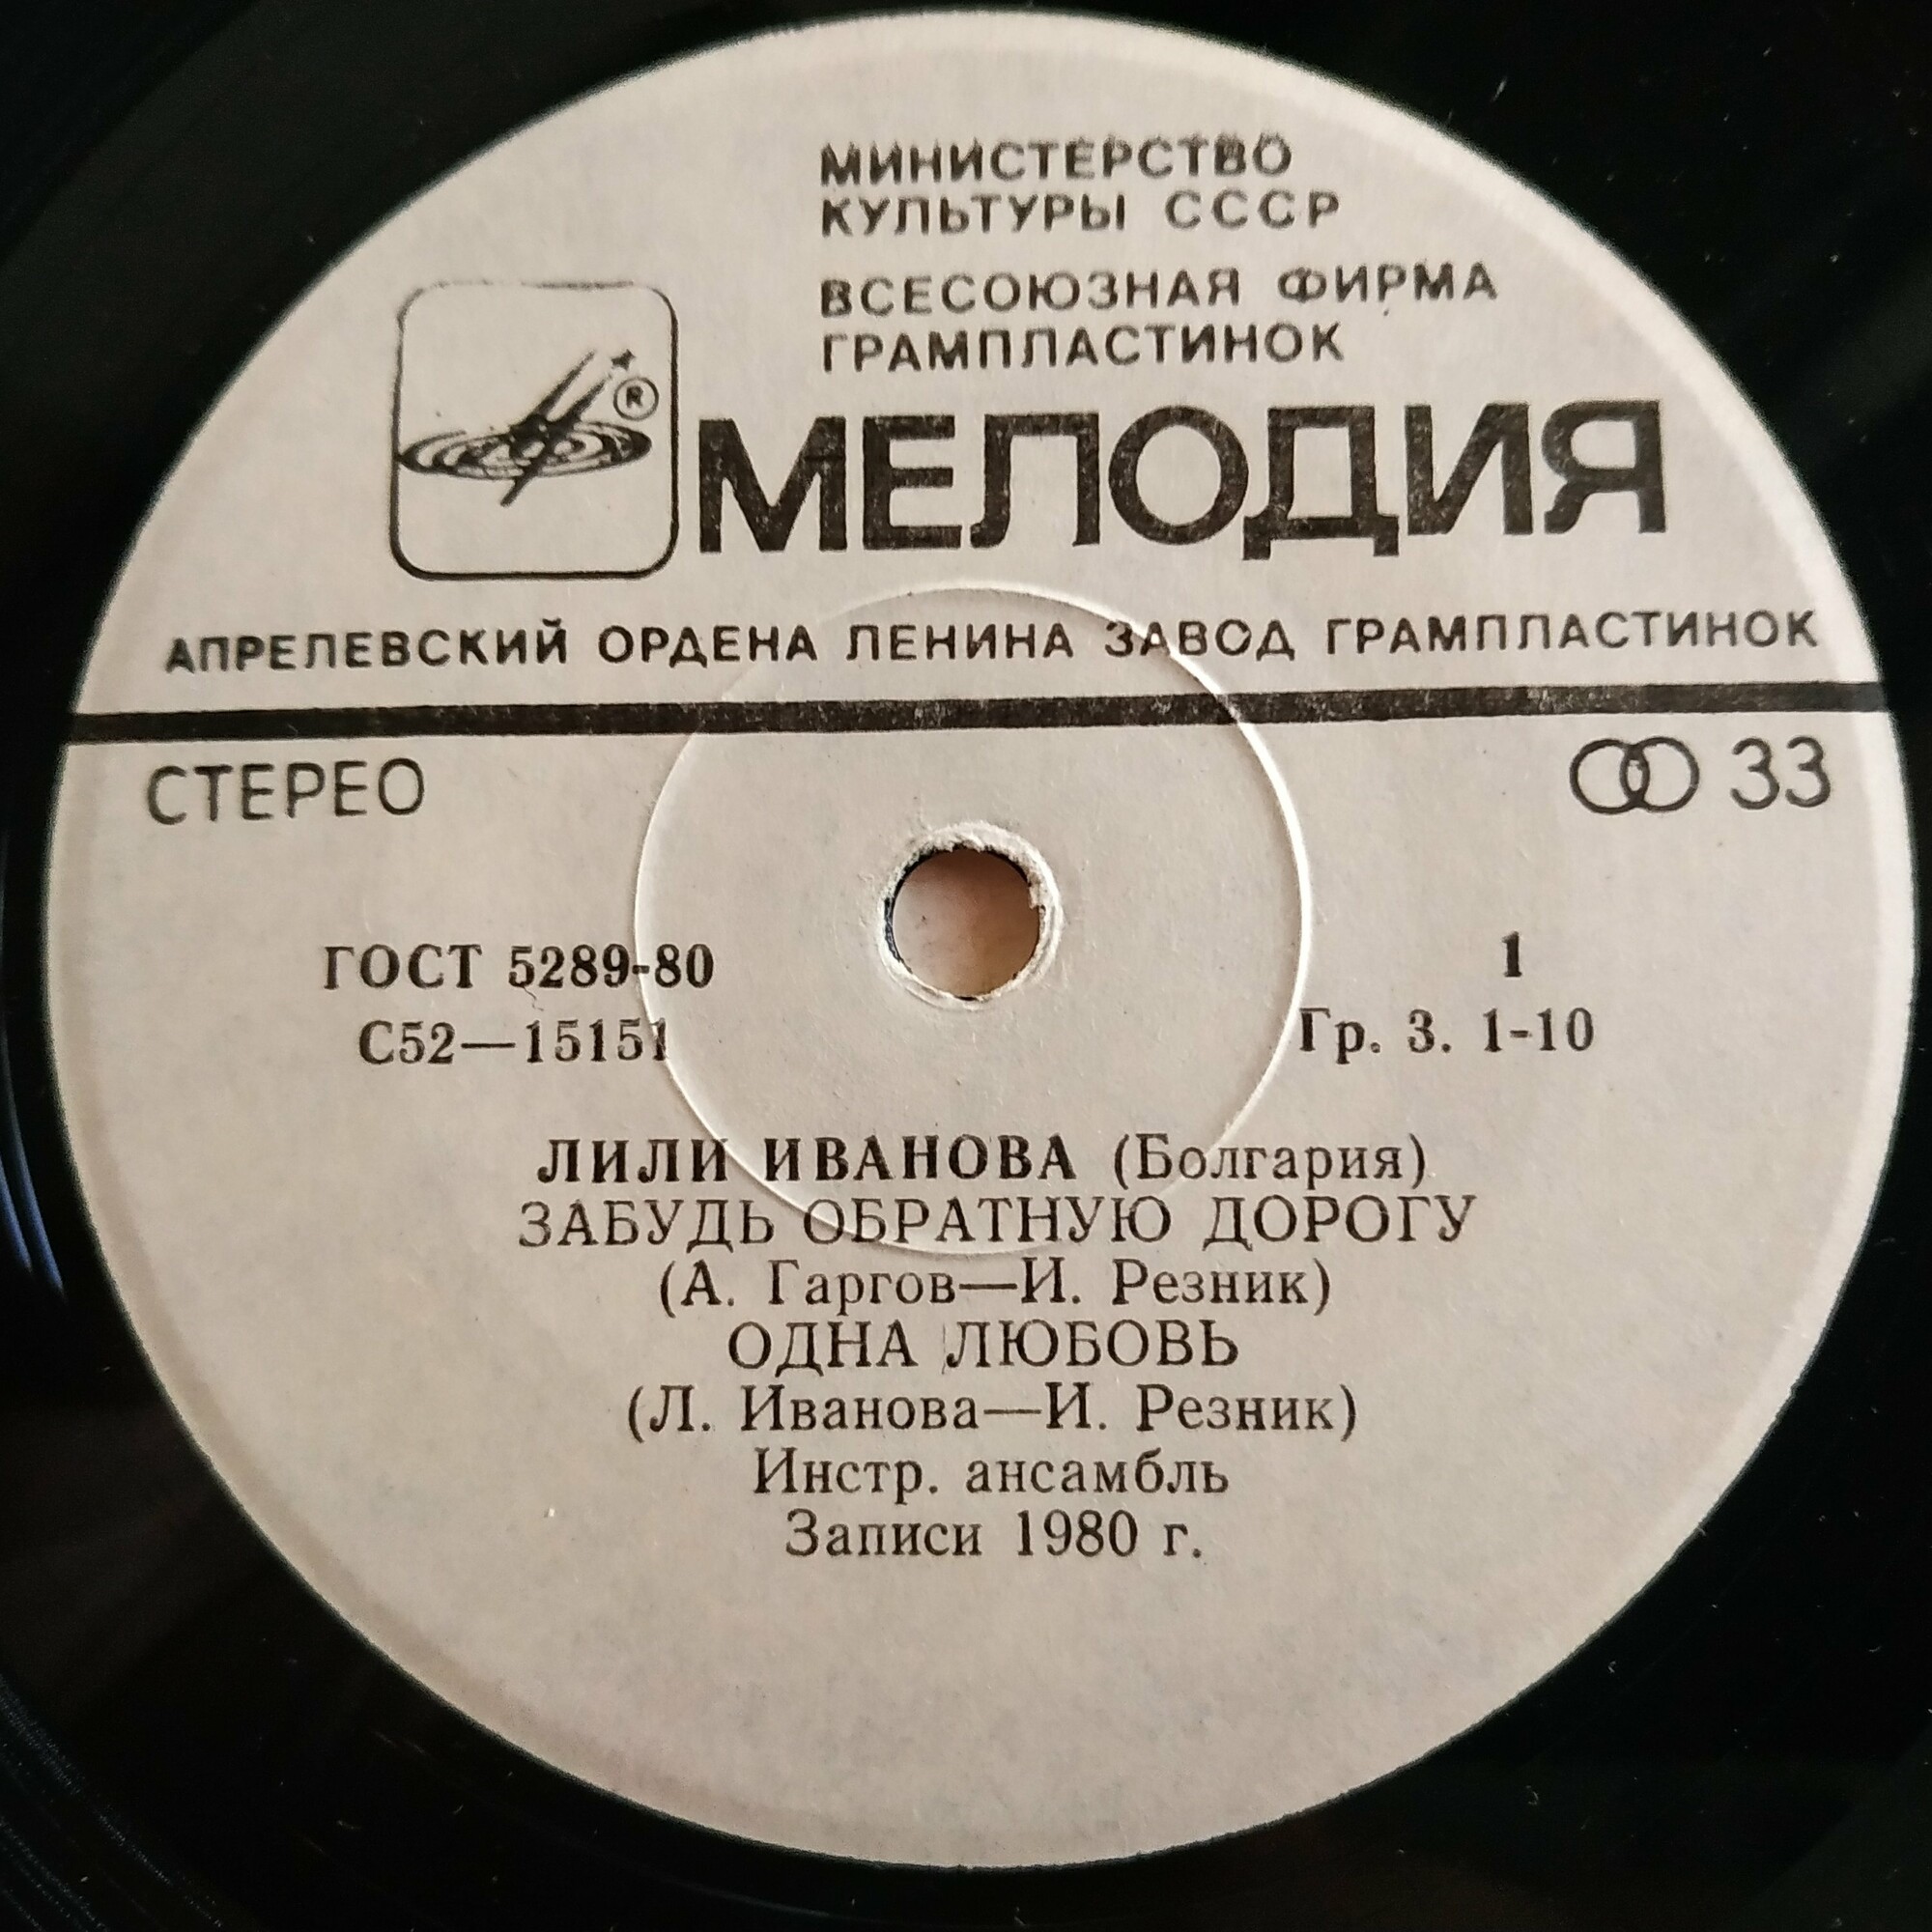 МИНИСТЕРСТВО
КУЛЬТУРЫ СССР
ВСЕСОЮЗНАЯ ФИРМА
ГРАМПЛАСТИНОК
®
МЕЛОДИЯ
АПРЕЛЕВСКИЙ ОРДЕНА ЛЕНИНА ЗАВОД ГРАМПЛАСТИНОК
СТЕРЕО
33
ГОСТ 5289-80
1
С52—15151
Гр. 3. 1-10
ЛИЛИ ИВАНОВА (Болгария)
ЗАБУДЬ ОБРАТНУЮ ДОРОГУ
(А. Гаргов—И. Резник)
ОДНА ЛЮБОВЬ
(Л. Иванова—И. Резник)
Инстр. ансамбль
Записи 1980 г.